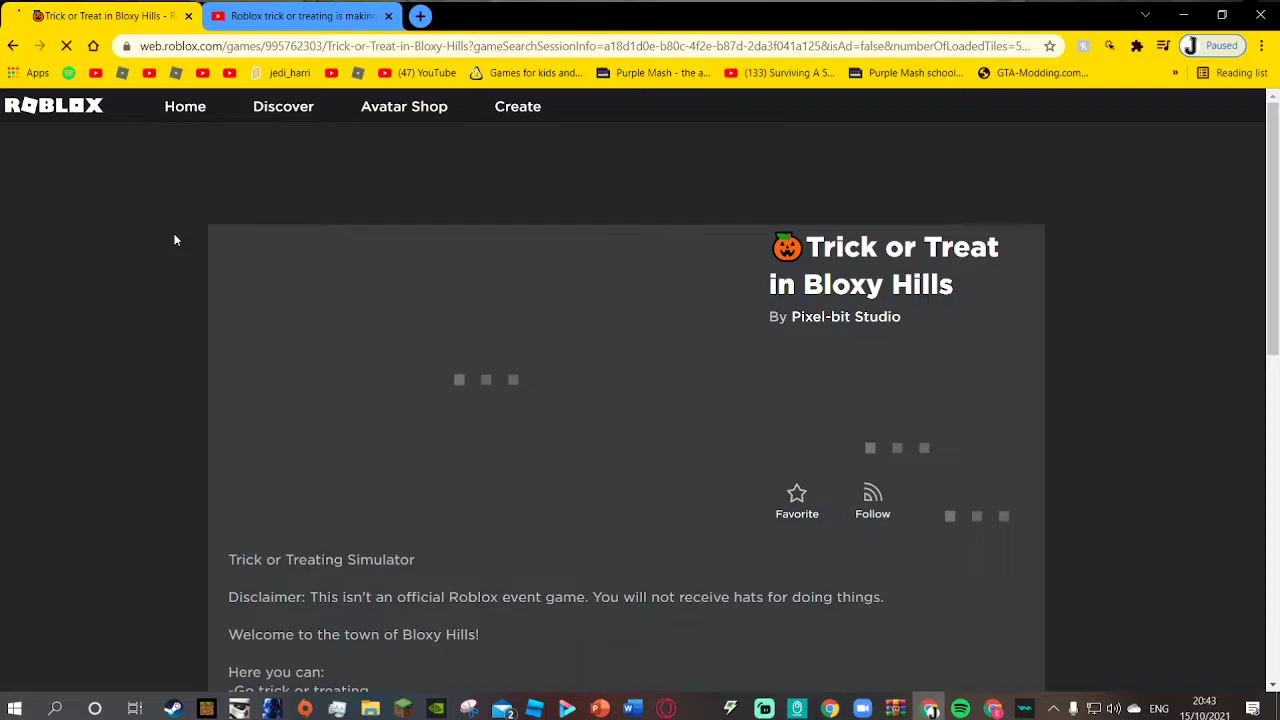 Trick or Treat in Bloxy Hills - R
Roblox trick or treating is makin
web.roblox.com/games/995762303/Trick-or-Treat-in-Bloxy-Hills?gameSearchSessionInfo=a18d1d0e-b80c-4f2e-b87d-2da3f041a125&isAd=false&numberOfLoadedTiles=5...
Paused
Apps
jedi_harri
(47) YouTube
Games for kids and...
Purple Mash - the a...
(133) Surviving A 5...
Purple Mash school...
GTA-Modding.com...
»
Reading list
ROBLOX
Home
Discover
Avatar Shop
Create
Trick or Treat
in Bloxy Hills
By Pixel-bit Studio
Favorite
Follow
Trick or Treating Simulator
Disclaimer: This isn't an official Roblox event game. You will not receive hats for doing things.
Welcome to the town of Bloxy Hills!
Here you can:
-Go trick or treating
ENG
20:43
15/10/2021